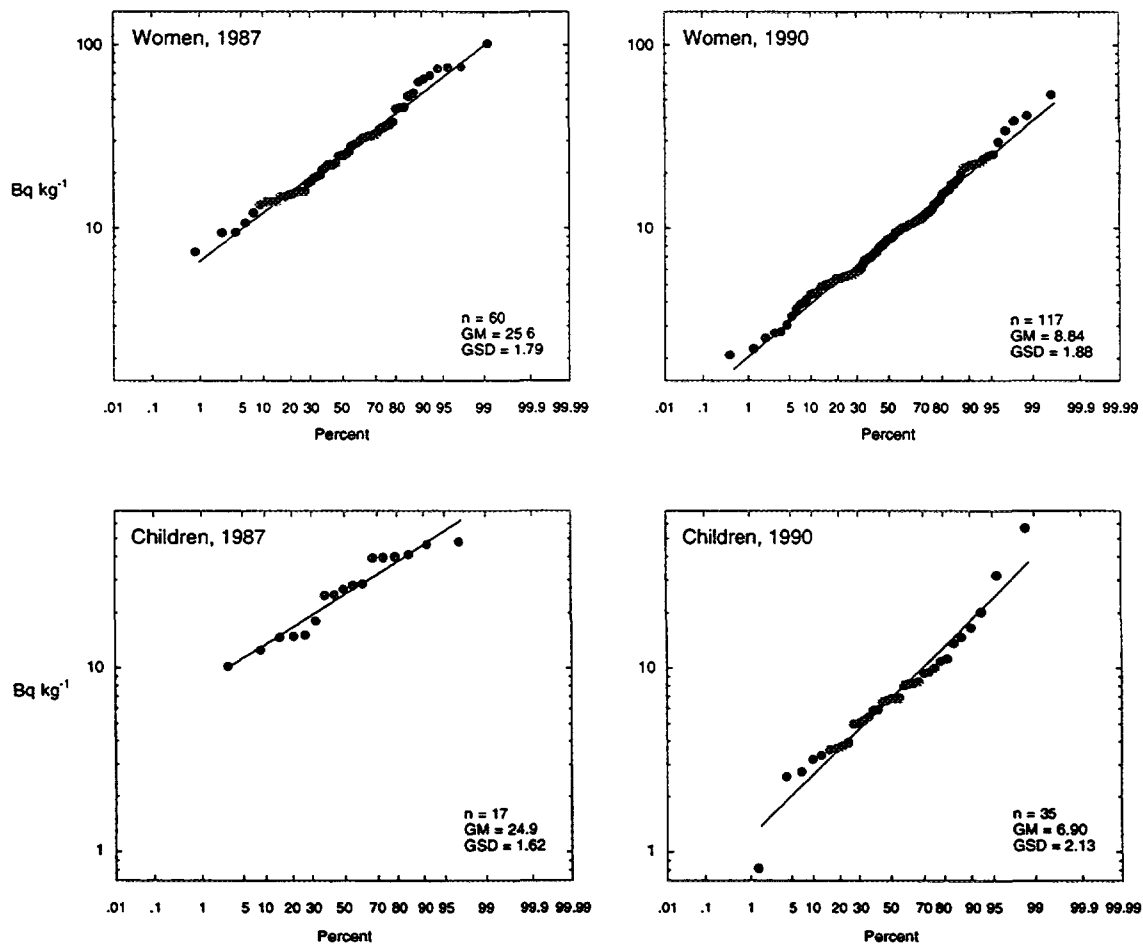 Women, 1987
100
Bq kg-1
10
n = 60
GM = 25 6
GSD = 1.79
.01 .1 1 5 10 20 30 50 70 80 90 95 99 99.9 99.99
Percent
Women, 1990
100
10
n = 117
GM = 8.84
GSD = 1.88
.01 .1 1 5 10 20 30 50 70 80 90 95 99 99.9 99.99
Percent
Children, 1987
Bq kg-1
10
1
n = 17
GM = 24.9
GSD = 1.62
.01 .1 1 5 10 20 30 50 70 80 90 95 99 99.9 99.99
Percent
Children, 1990
10
1
n = 35
GM = 6.90
GSD = 2.13
.01 .1 1 5 10 20 30 50 70 80 90 95 99 99.9 99.99
Percent